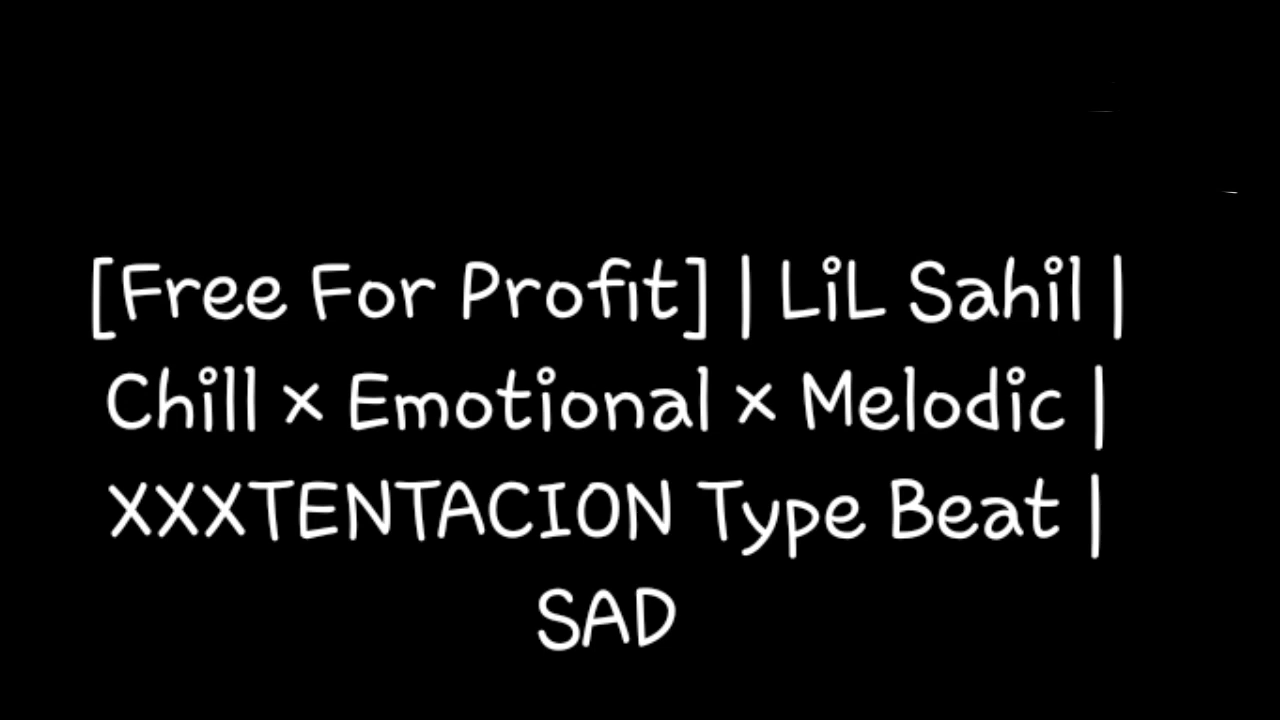 [Free For Profit] | LiL Sahil |
Chill × Emotional × Melodic |
XXXTENTACION Type Beat |
SAD